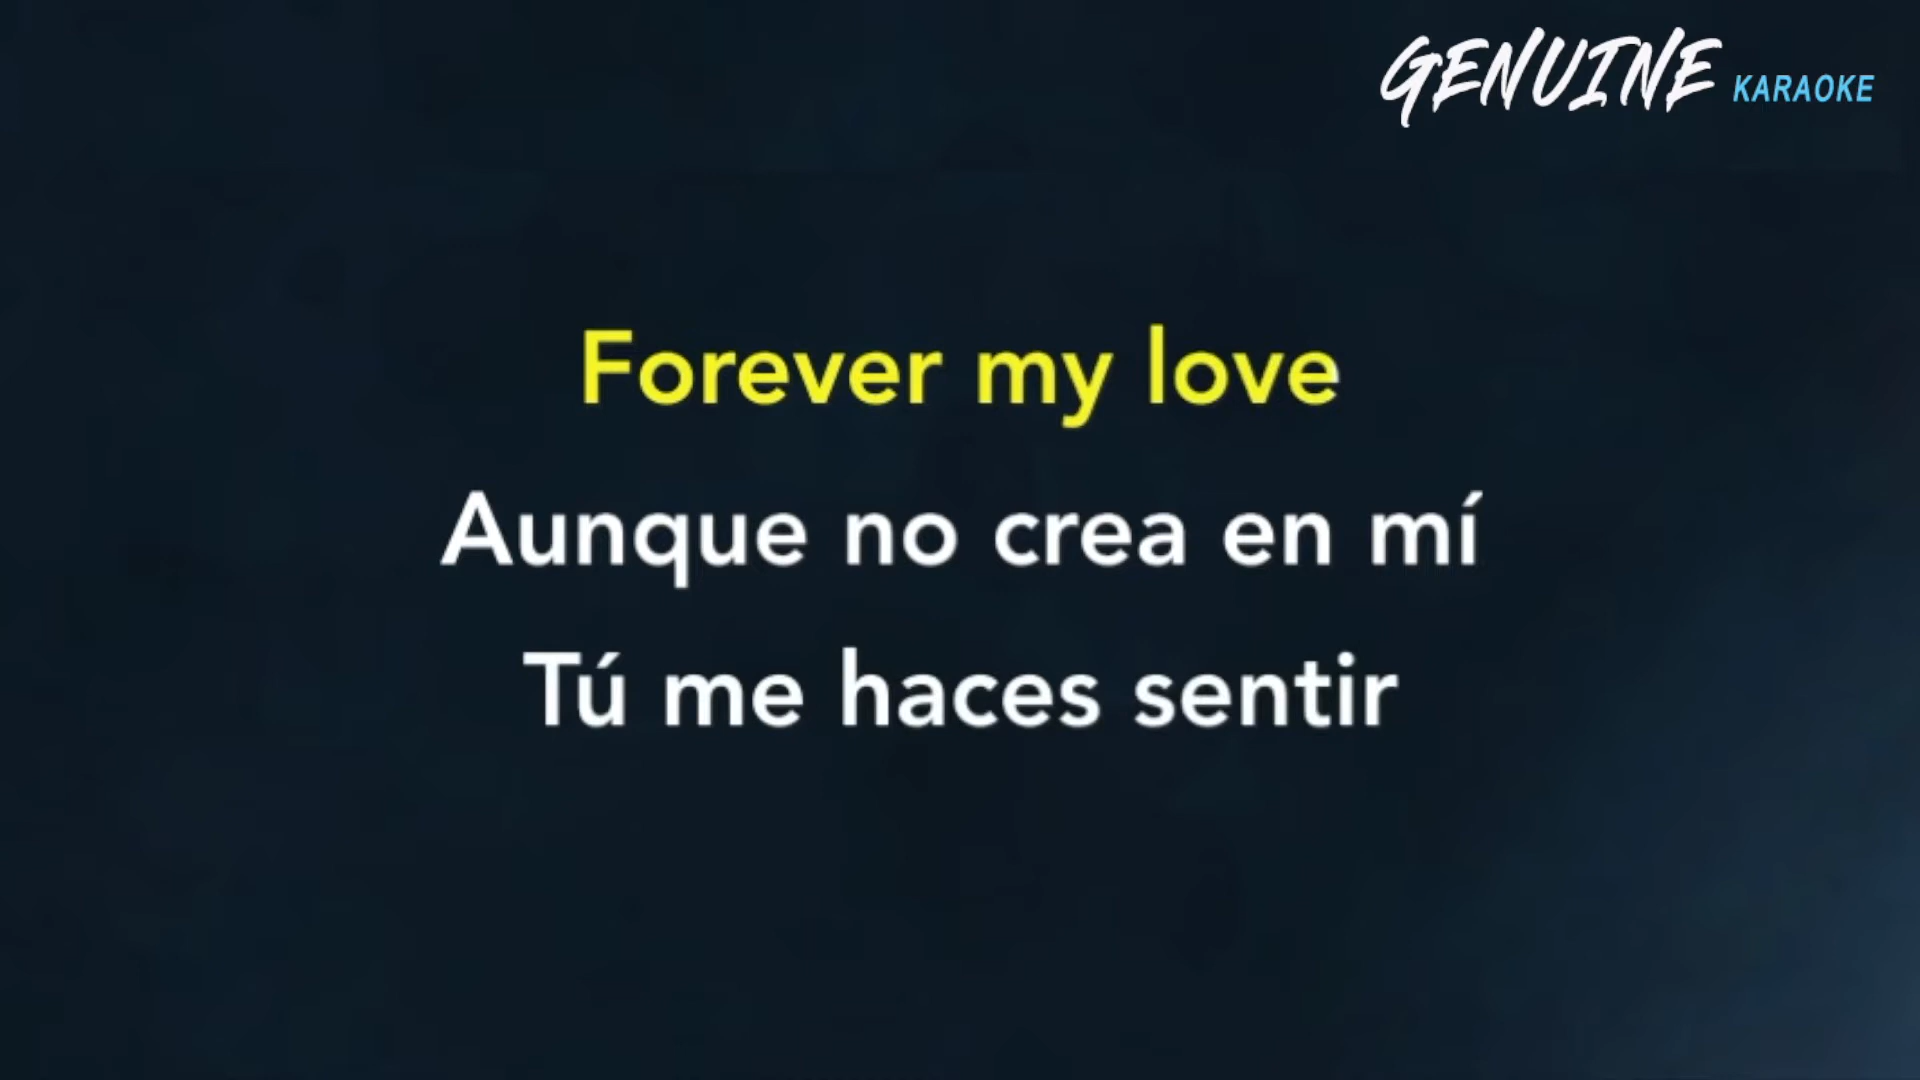 GENUINE KARAOKE
Forever my love
Aunque no crea en mí
Tú me haces sentir